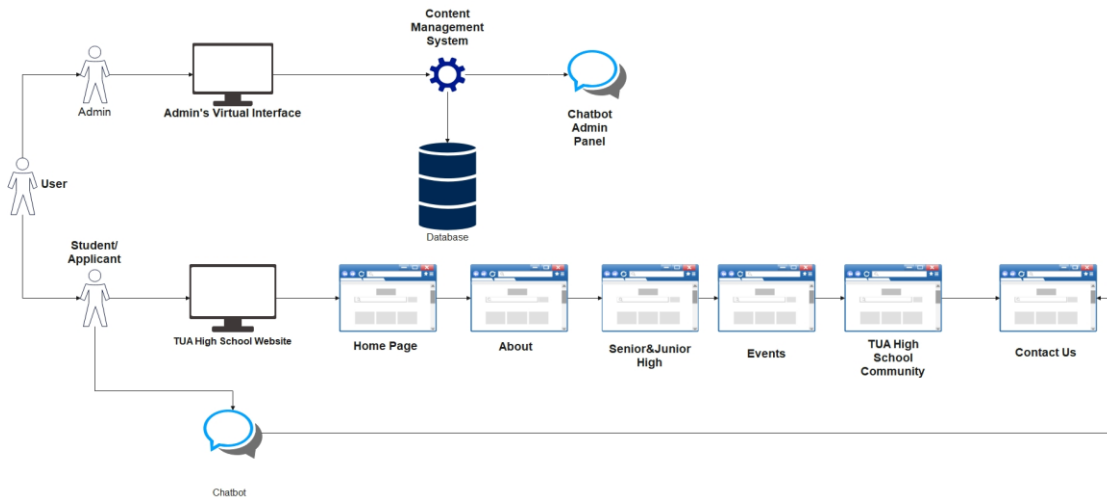 Content
Management
System
Admin
Admin's Virtual Interface
Chatbot
Admin
Panel
User
Database
Student/
Applicant
TUA High School Website
Home Page
About
Senior&Junior
High
Events
TUA High
School
Community
Contact Us
Chatbot